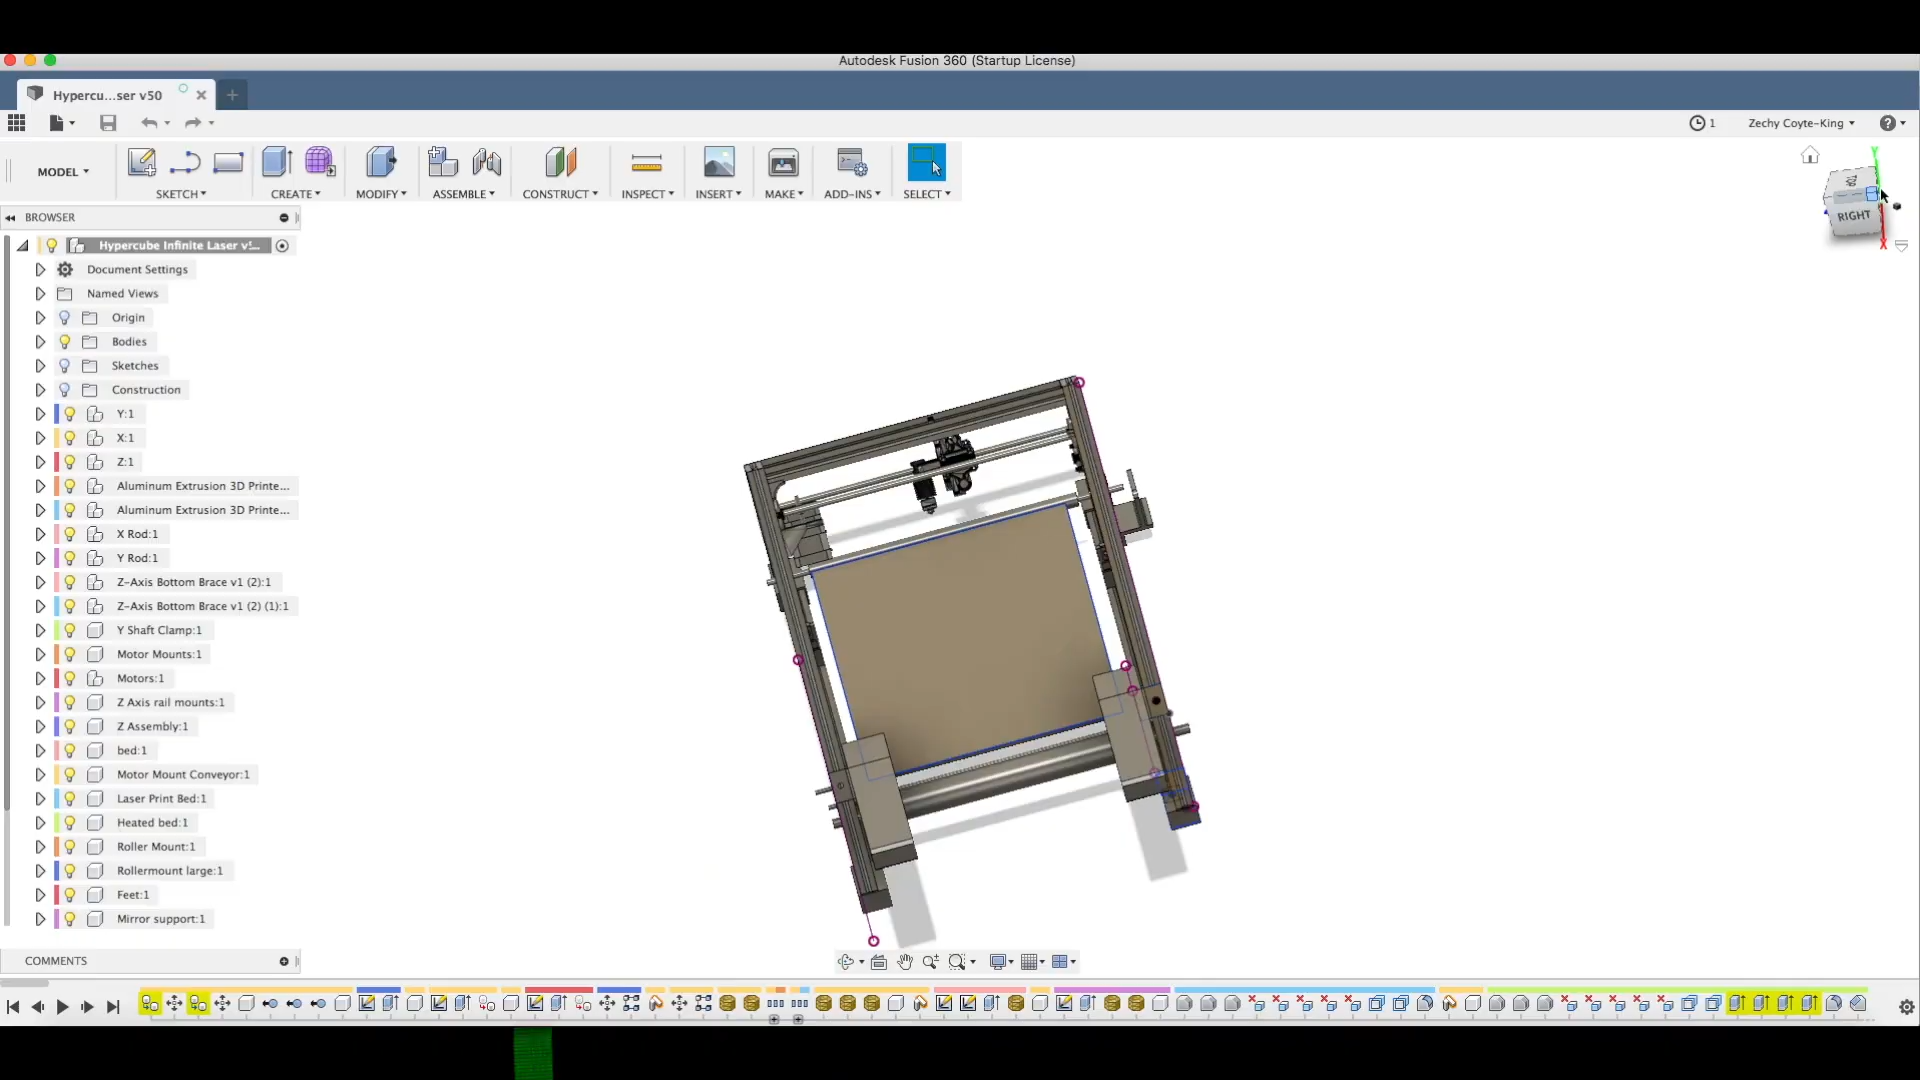 Autodesk Fusion 360 (Startup License)
Hypercu...ser v50
1
Zechy Coyte-King
MODEL
SKETCH
CREATE
MODIFY
ASSEMBLE
CONSTRUCT
INSPECT
INSERT
MAKE
ADD-INS
SELECT
Y
TOP
RIGHT
X
BROWSER
Hypercube Infinite Laser v!...
Document Settings
Named Views
Origin
Bodies
Sketches
Construction
Y:1
X:1
Z:1
Aluminum Extrusion 3D Printe...
Aluminum Extrusion 3D Printe...
X Rod:1
Y Rod:1
Z-Axis Bottom Brace v1 (2):1
Z-Axis Bottom Brace v1 (2) (1):1
Y Shaft Clamp:1
Motor Mounts:1
Motors:1
Z Axis rail mounts:1
Z Assembly:1
bed:1
Motor Mount Conveyor:1
Laser Print Bed:1
Heated bed:1
Roller Mount:1
Rollermount large:1
Feet:1
Mirror support:1
COMMENTS